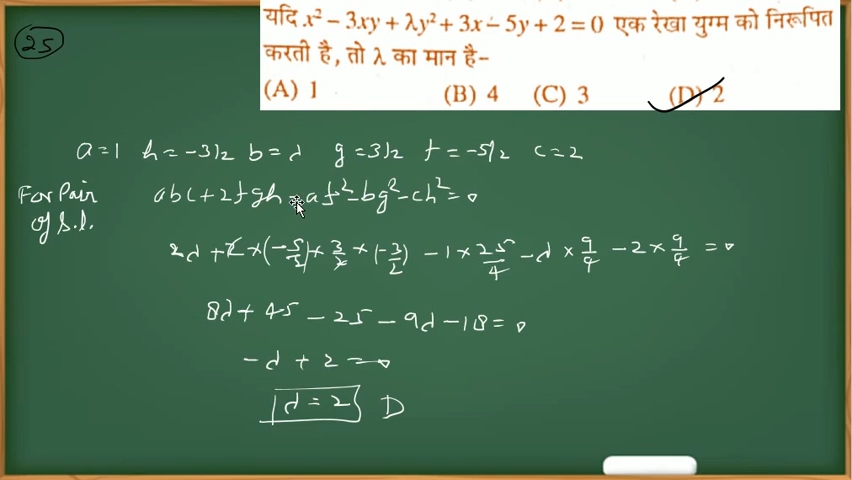 25
यदि x² − 3xy + λy² + 3x − 5y + 2 = 0 एक रेखा युग्म को निरूपित
करती है, तो λ का मान है-
(A) 1 (B) 4 (C) 3 (D) 2
a=1 h=-3/2 b=λ g=3/2 f=-5/2 c=2
For Pair of S.L. abc+2fgh-af²-bg²-ch²=0
2λ+2×(-5/2)×3/2×(-3/2)-1×25/4-λ×9/4-2×9/4=0
8λ+45-25-9λ-18=0
-λ+2=0
λ=2 D